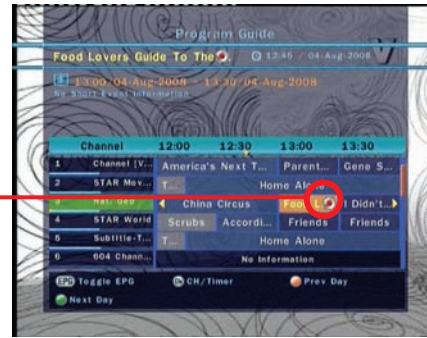 Program Guide
Food Lovers Guide To The
12:45 / 04-Aug-2008
13:00/04-Aug-2008 - 13:30/04-Aug-2008
No Short Event Information
Channel 12:00 12:30 13:00 13:30
1 Channel [V... America's Next T... Parent... Gene S...
2 STAR Mov... T... Home Alone
3 Nat. Geo China Circus Foo L I Didn't...
4 STAR World Scrubs Accordi... Friends Friends
5 Subtitle-T... T... Home Alone
6 604 Chann... No Information
EPG Toggle EPG CH/Timer Prev Day
Next Day